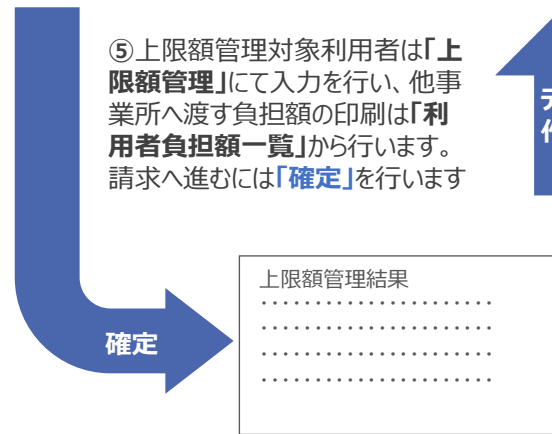 ⑤上限額管理対象利用者は「上
限額管理」にて入力を行い、他事
業所へ渡す負担額の印刷は「利
用者負担額一覧」から行います。
請求へ進むには「確定」を行います
上限額管理結果
......................
......................
......................
......................
確定